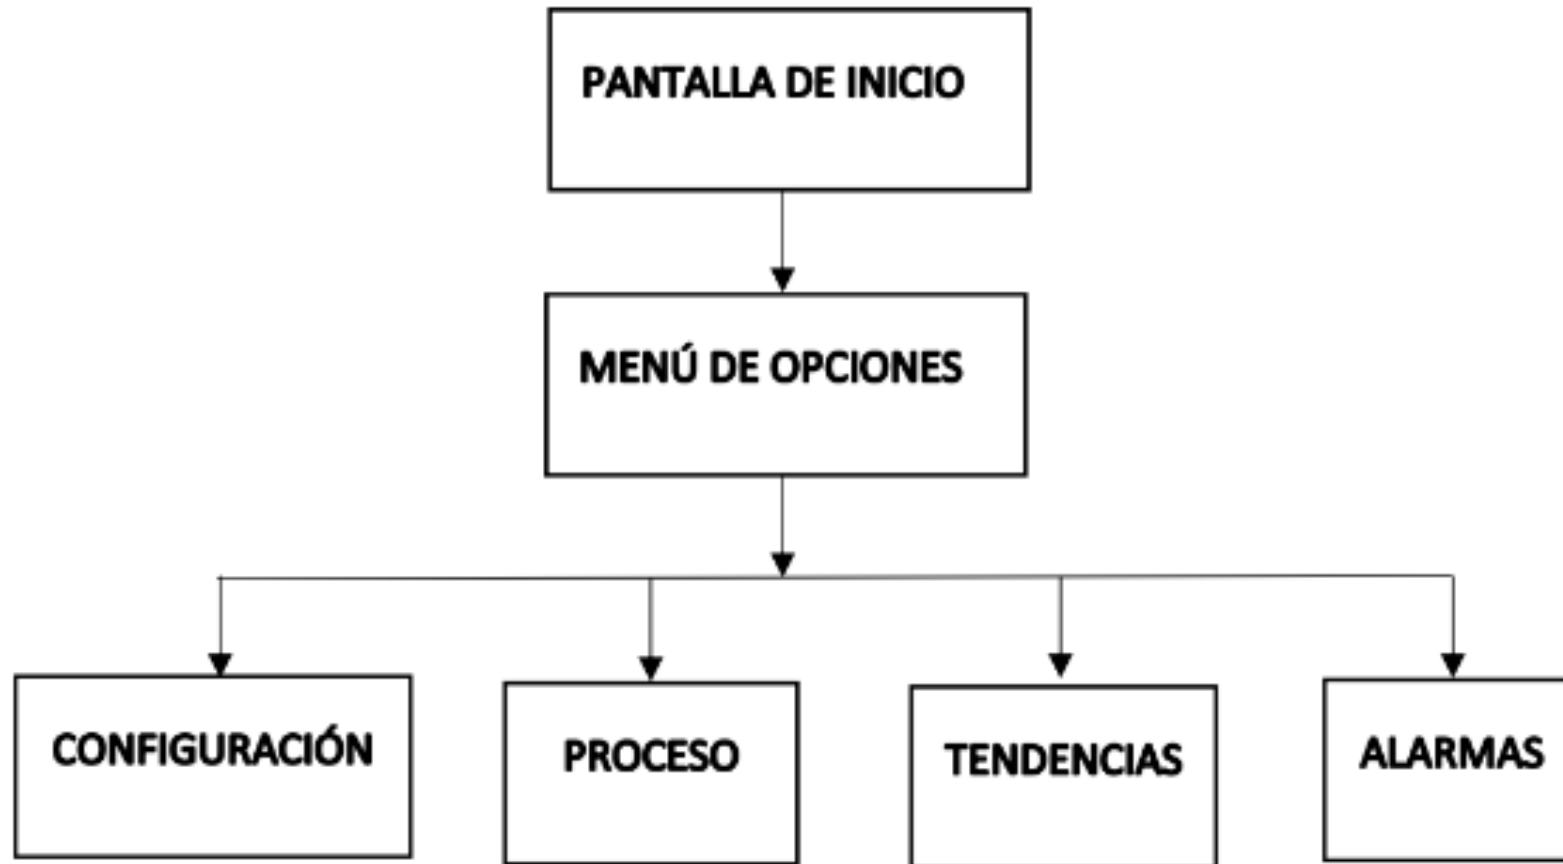 PANTALLA DE INICIO
MENÚ DE OPCIONES
CONFIGURACIÓN
PROCESO
TENDENCIAS
ALARMAS